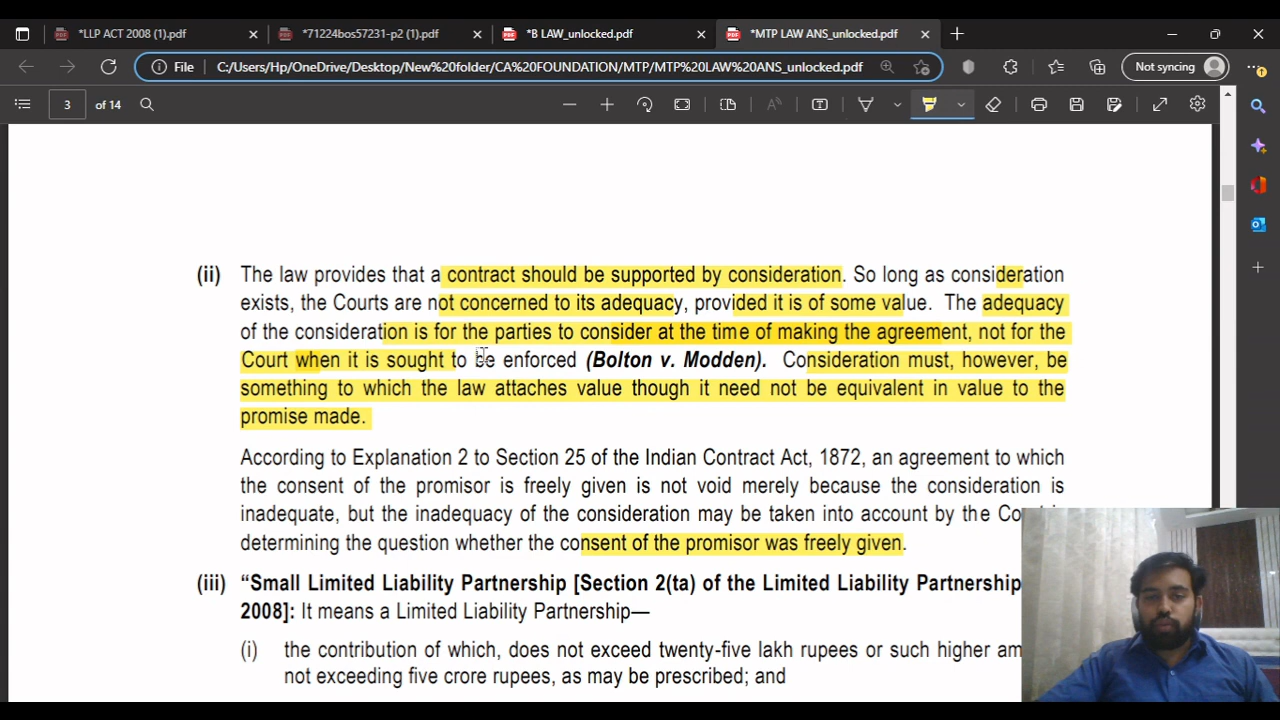 *LLP ACT 2008 (1).pdf
*71224bos57231-p2 (1).pdf
*B LAW_unlocked.pdf
*MTP LAW ANS_unlocked.pdf
File
C:/Users/Hp/OneDrive/Desktop/New%20folder/CA%20FOUNDATION/MTP/MTP%20LAW%20ANS_unlocked.pdf
Not syncing
3 of 14
(ii) The law provides that a contract should be supported by consideration. So long as consideration
exists, the Courts are not concerned to its adequacy, provided it is of some value. The adequacy
of the consideration is for the parties to consider at the time of making the agreement, not for the
Court when it is sought to be enforced (Bolton v. Modden). Consideration must, however, be
something to which the law attaches value though it need not be equivalent in value to the
promise made.
According to Explanation 2 to Section 25 of the Indian Contract Act, 1872, an agreement to which
the consent of the promisor is freely given is not void merely because the consideration is
inadequate, but the inadequacy of the consideration may be taken into account by the
determining the question whether the consent of the promisor was freely given.
(iii) “Small Limited Liability Partnership [Section 2(ta) of the Limited Liability Partnership
2008]: It means a Limited Liability Partnership—
(i) the contribution of which, does not exceed twenty-five lakh rupees or such higher
not exceeding five crore rupees, as may be prescribed; and